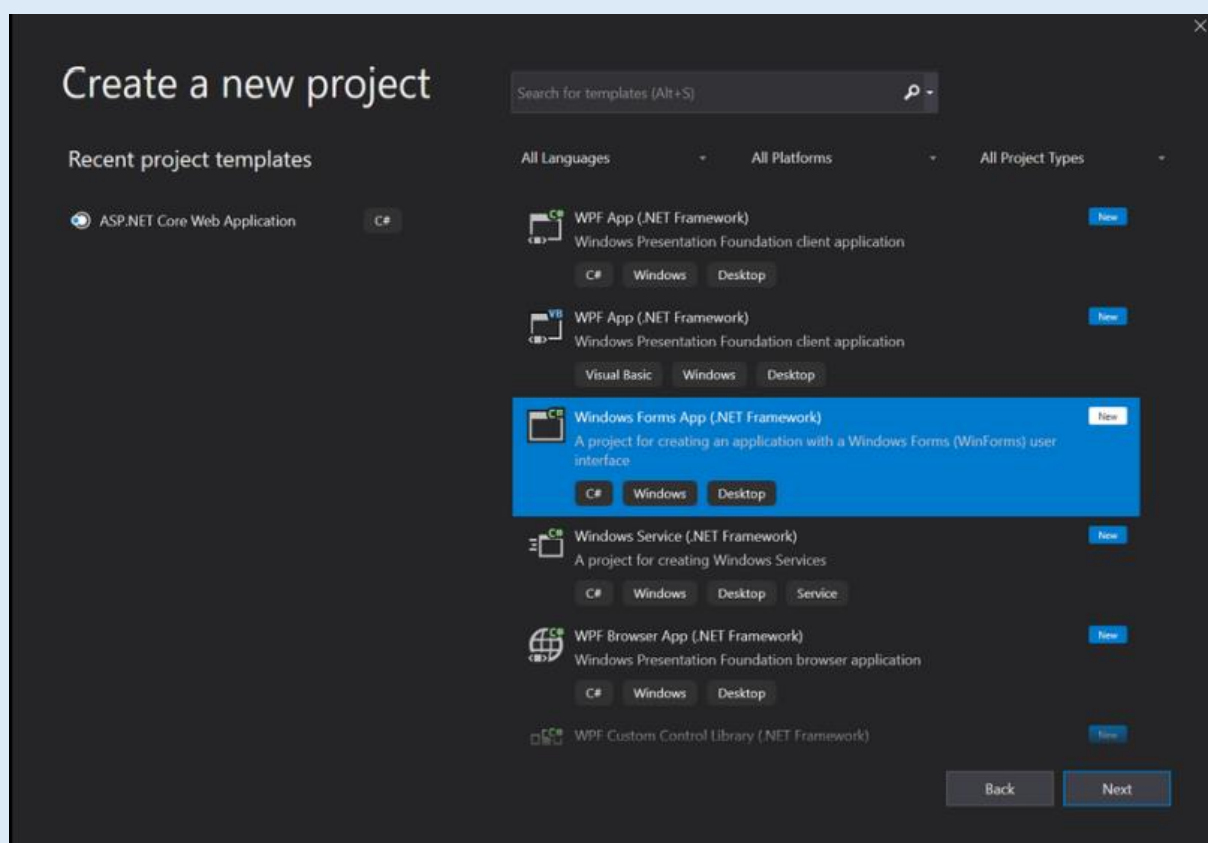 Create a new project
Search for templates (Alt+S)
Recent project templates
All Languages
All Platforms
All Project Types
ASP.NET Core Web Application
C#
C#
WPF App (.NET Framework)
New
Windows Presentation Foundation client application
C#
Windows
Desktop
VB
WPF App (.NET Framework)
New
Windows Presentation Foundation client application
Visual Basic
Windows
Desktop
C#
Windows Forms App (.NET Framework)
New
A project for creating an application with a Windows Forms (WinForms) user
interface
C#
Windows
Desktop
C#
Windows Service (.NET Framework)
New
A project for creating Windows Services
C#
Windows
Desktop
Service
C#
WPF Browser App (.NET Framework)
New
Windows Presentation Foundation browser application
C#
Windows
Desktop
C#
WPF Custom Control Library (.NET Framework)
New
Back
Next